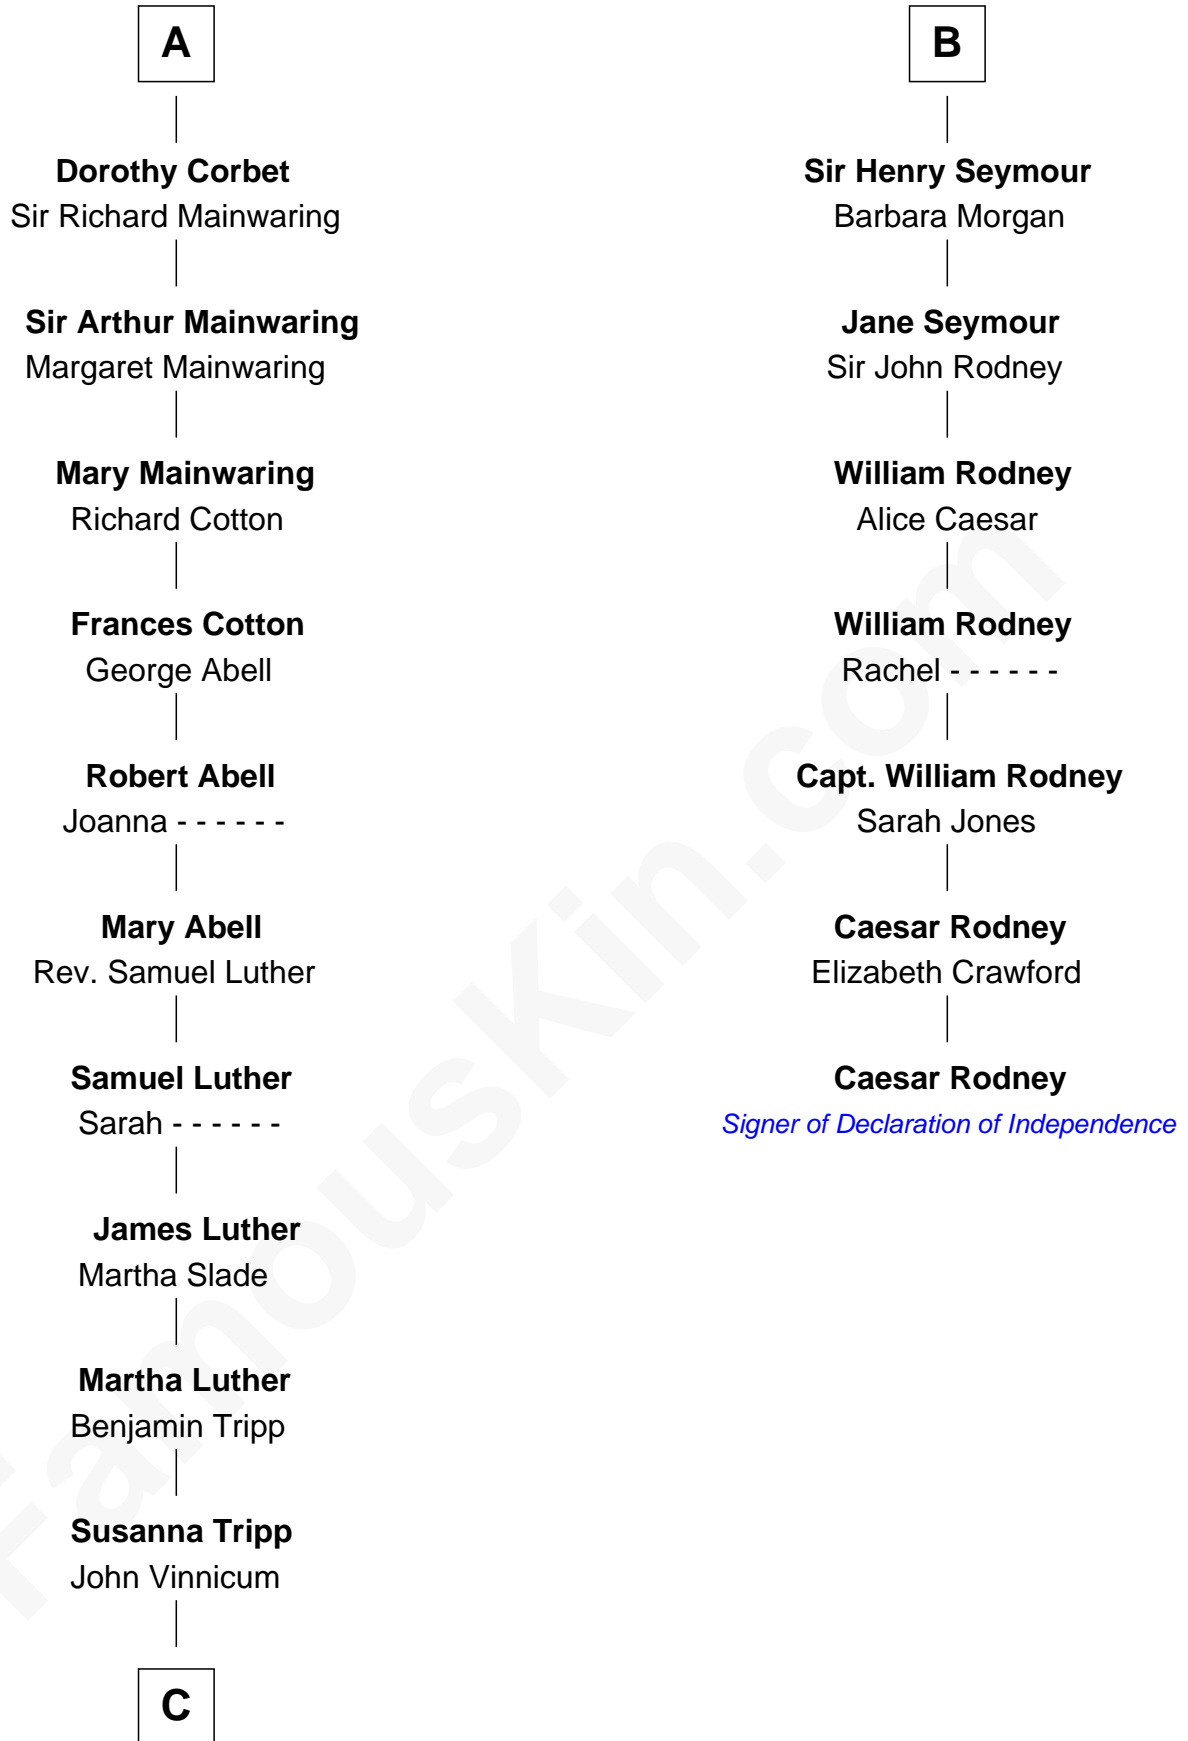 A
Dorothy Corbet
Sir Richard Mainwaring
Sir Arthur Mainwaring
Margaret Mainwaring
Mary Mainwaring
Richard Cotton
Frances Cotton
George Abell
Robert Abell
Joanna - - - - - -
Mary Abell
Rev. Samuel Luther
Samuel Luther
Sarah - - - - - -
James Luther
Martha Slade
Martha Luther
Benjamin Tripp
Susanna Tripp
John Vinnicum
C
B
Sir Henry Seymour
Barbara Morgan
Jane Seymour
Sir John Rodney
William Rodney
Alice Caesar
William Rodney
Rachel - - - - - -
Capt. William Rodney
Sarah Jones
Caesar Rodney
Elizabeth Crawford
Caesar Rodney
Signer of Declaration of Independence
FamousKin.com